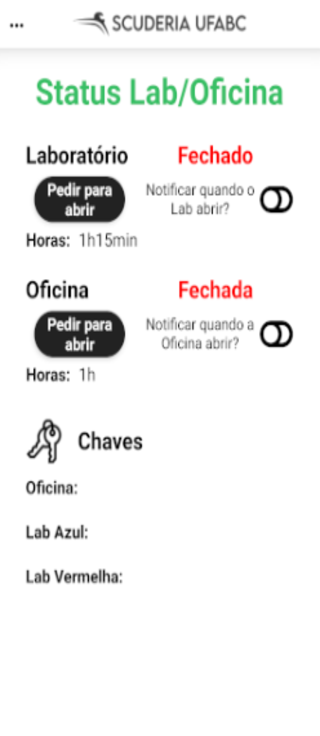 ...
SCUDERIA UFABC
Status Lab/Oficina
Laboratório Fechado
Pedir para
abrir
Notificar quando o
Lab abrir?
Horas: 1h15min
Oficina Fechada
Pedir para
abrir
Notificar quando a
Oficina abrir?
Horas: 1h
Chaves
Oficina:
Lab Azul:
Lab Vermelha: